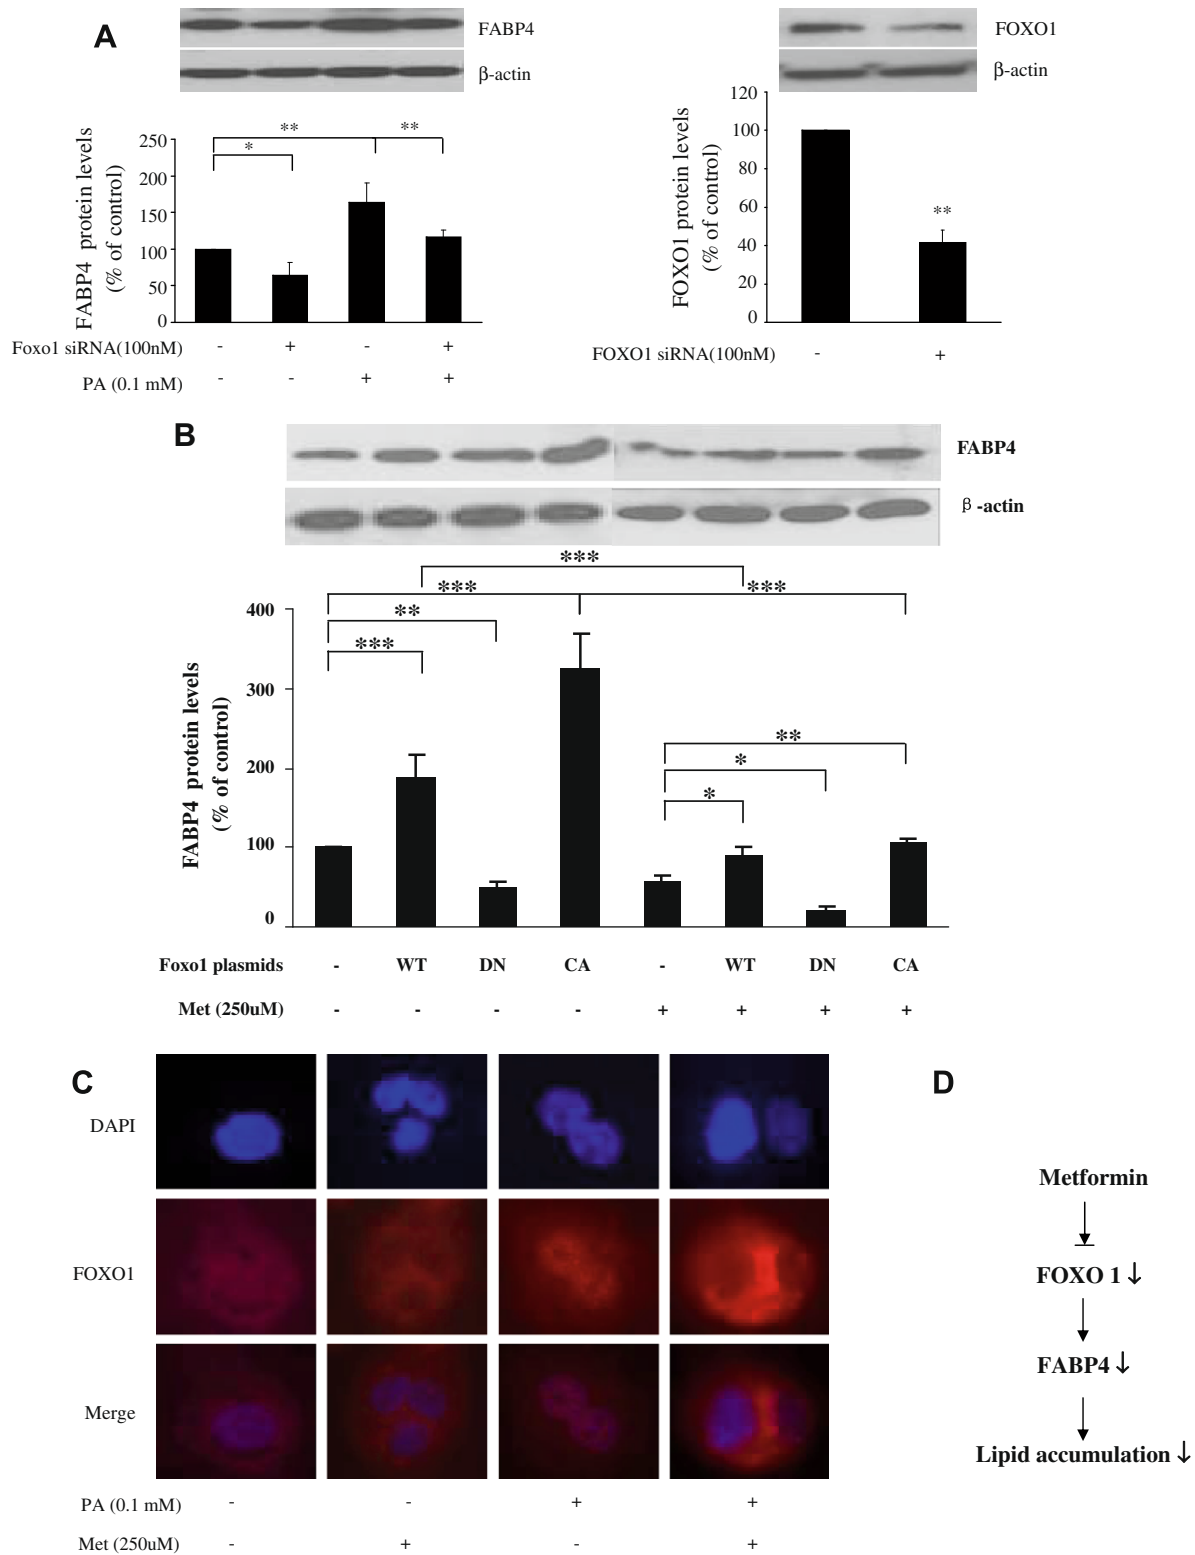 A
FABP4
β-actin
FABP4 protein levels
(% of control)
250
200
150
100
50
0
**
**
*
Foxo1 siRNA(100nM) - + - +
PA (0.1 mM) - - + +
FOXO1
β-actin
FOXO1 protein levels
(% of control)
120
100
80
60
40
20
0
**
FOXO1 siRNA(100nM) - +
B
FABP4
β-actin
FABP4 protein levels
(% of control)
400
300
200
100
0
***
***
***
**
***
**
*
*
Foxo1 plasmids - WT DN CA - WT DN CA
Met (250uM) - - - - + + + +
C
DAPI
FOXO1
Merge
PA (0.1 mM) - - + +
Met (250uM) - + - +
D
Metformin
FOXO 1 ↓
FABP4 ↓
Lipid accumulation ↓